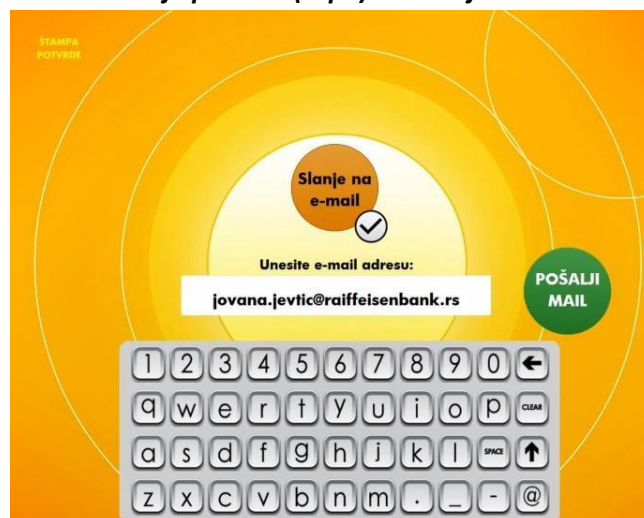 ŠTAMPA
POTVRDE
Slanje na
e-mail
Unesite e-mail adresu:
jovana.jevtic@raiffeisenbank.rs
POŠALJI
MAIL
1 2 3 4 5 6 7 8 9 0
q w e r t y u i o p CLEAR
a s d f g h j k l SPACE
z x c v b n m . _ - @